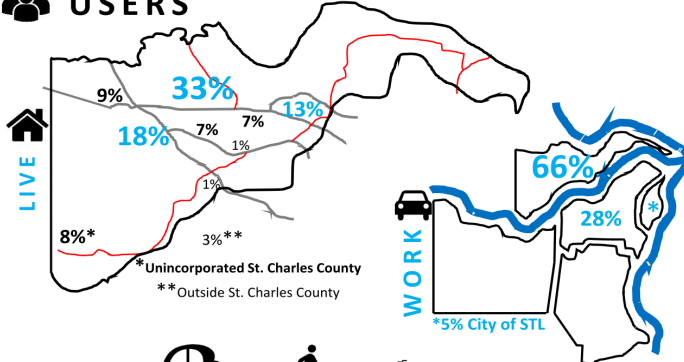 USERS
33%
9%
13%
7%
7%
18%
1%
1%
8%*
3%**
*Unincorporated St. Charles County
**Outside St. Charles County
LIVE
66%
28%
*
WORK
*5% City of STL